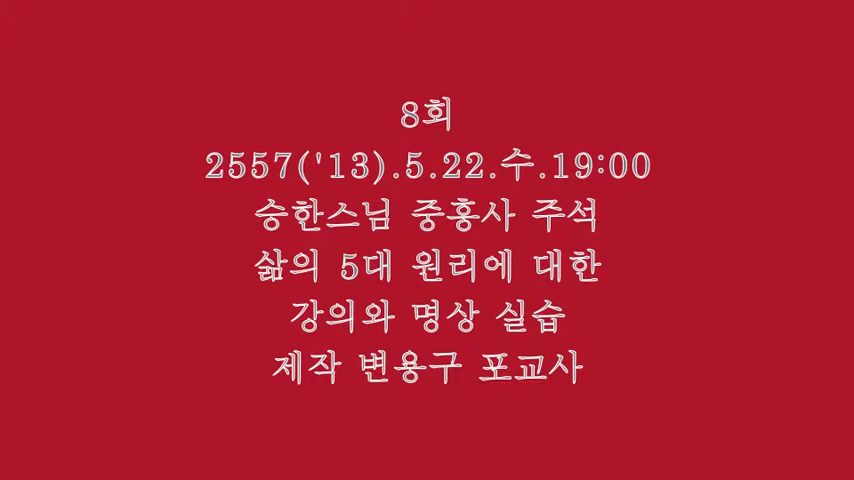 8회
2557('13).5.22.수.19:00
승한스님 중흥사 주석
삶의 5대 원리에 대한
강의와 명상 실습
제작 변용구 포교사